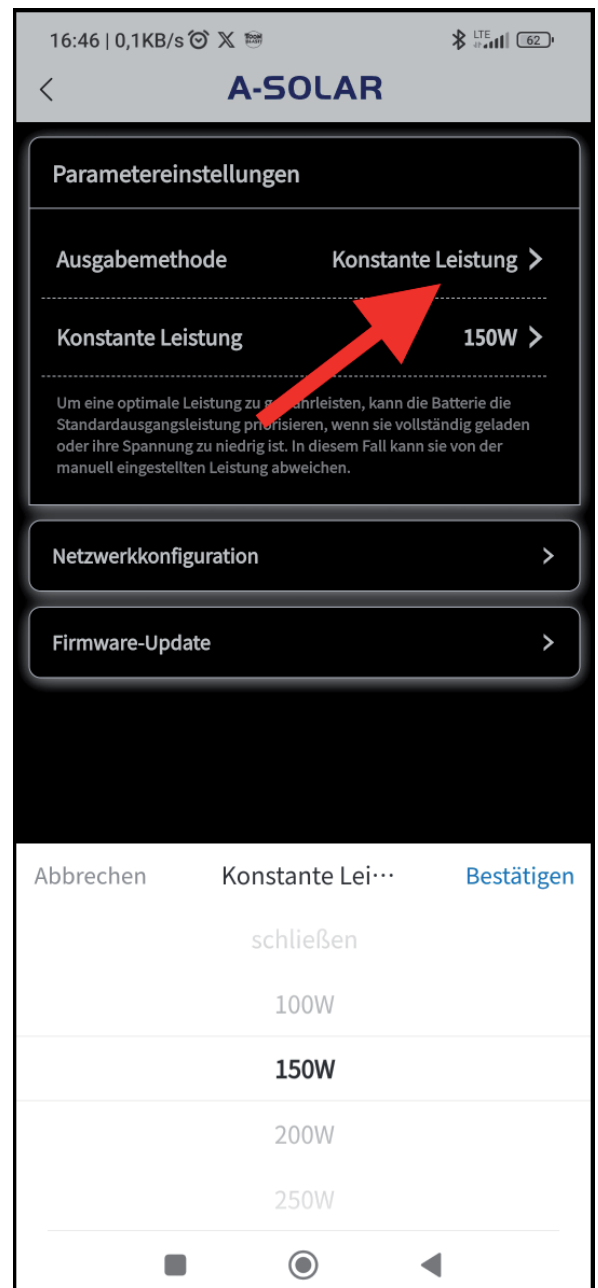 16:46 | 0,1KB/s
LTE
62
A-SOLAR
Parametereinstellungen
Ausgabemethode Konstante Leistung
Konstante Leistung 150W
Um eine optimale Leistung zu gewährleisten, kann die Batterie die
Standardausgangsleistung priorisieren, wenn sie vollständig geladen
oder ihre Spannung zu niedrig ist. In diesem Fall kann sie von der
manuell eingestellten Leistung abweichen.
Netzwerkkonfiguration
Firmware-Update
Abbrechen Konstante Lei··· Bestätigen
schließen
100W
150W
200W
250W